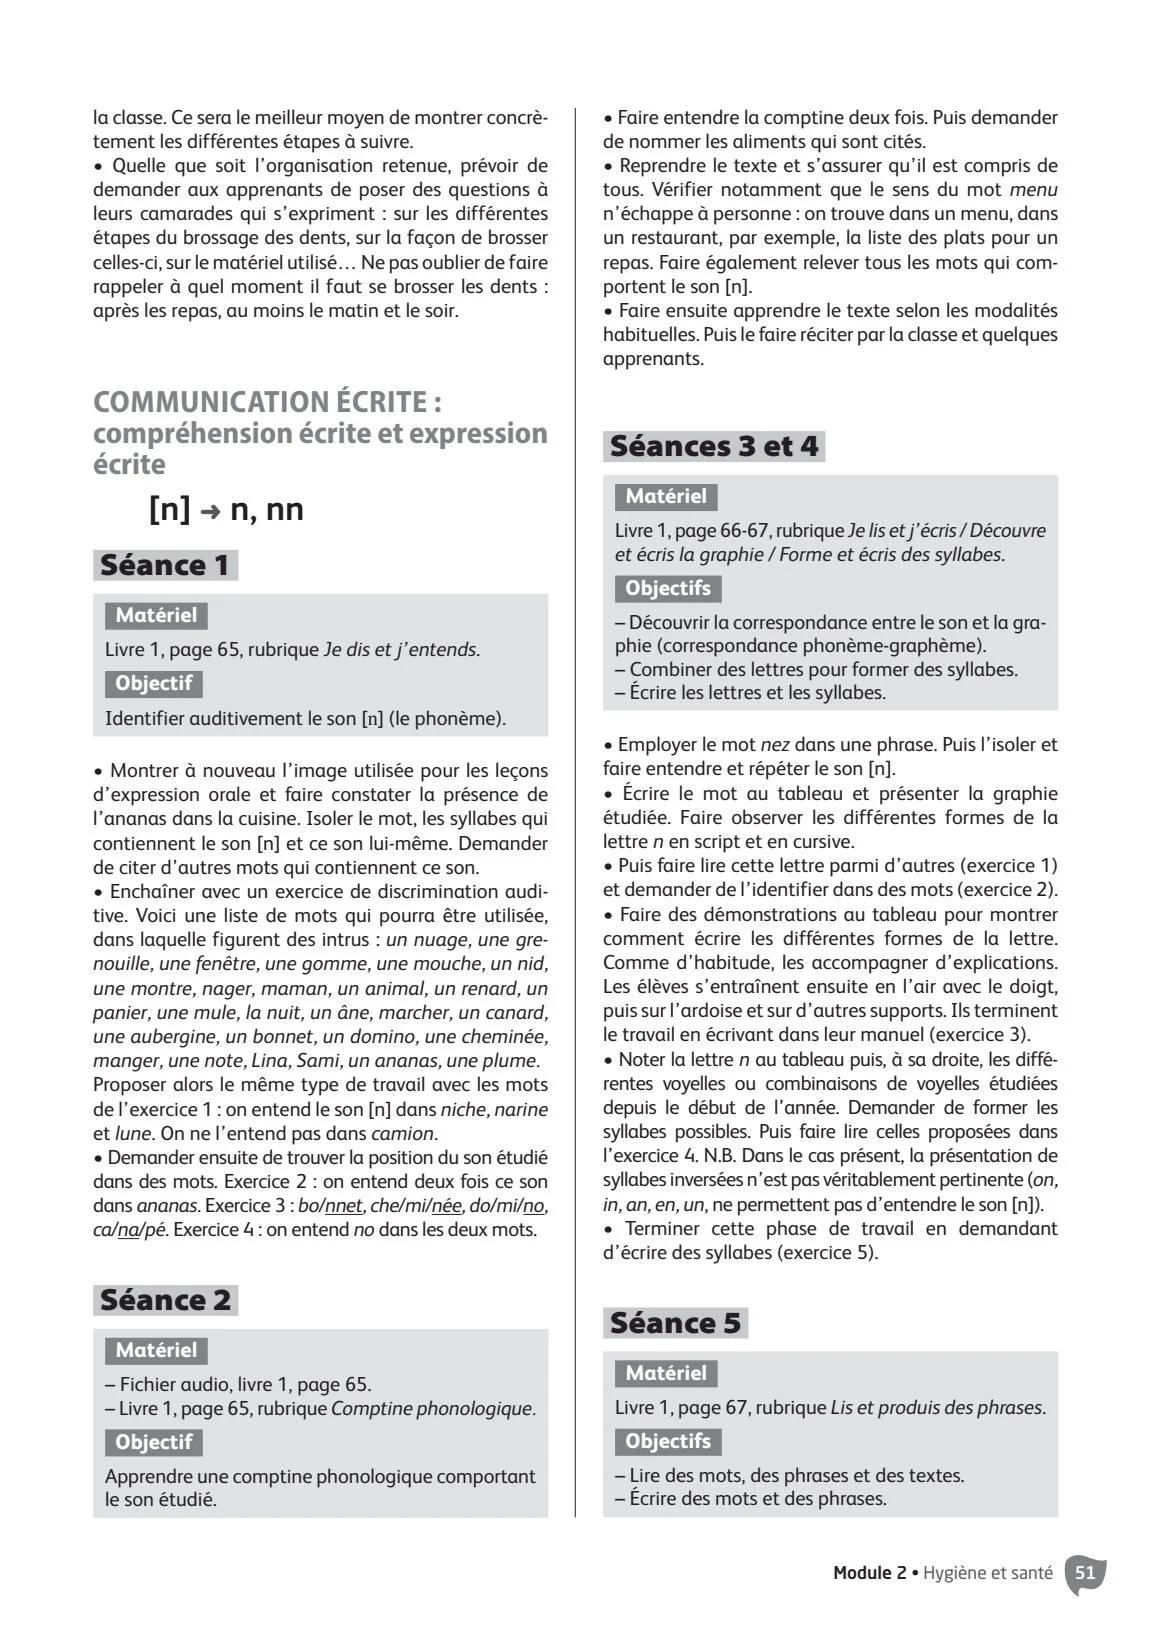 la classe. Ce sera le meilleur moyen de montrer concrè-
tement les différentes étapes à suivre.
• Quelle que soit l’organisation retenue, prévoir de
demander aux apprenants de poser des questions à
leurs camarades qui s’expriment : sur les différentes
étapes du brossage des dents, sur la façon de brosser
celles-ci, sur le matériel utilisé… Ne pas oublier de faire
rappeler à quel moment il faut se brosser les dents :
après les repas, au moins le matin et le soir.
COMMUNICATION ÉCRITE :
compréhension écrite et expression
écrite
[n] → n, nn
Séance 1
Matériel
Livre 1, page 65, rubrique Je dis et j’entends.
Objectif
Identifier auditivement le son [n] (le phonème).
• Montrer à nouveau l’image utilisée pour les leçons
d’expression orale et faire constater la présence de
l’ananas dans la cuisine. Isoler le mot, les syllabes qui
contiennent le son [n] et ce son lui-même. Demander
de citer d’autres mots qui contiennent ce son.
• Enchaîner avec un exercice de discrimination audi-
tive. Voici une liste de mots qui pourra être utilisée,
dans laquelle figurent des intrus : un nuage, une gre-
nouille, une fenêtre, une gomme, une mouche, un nid,
une montre, nager, maman, un animal, un renard, un
panier, une mule, la nuit, un âne, marcher, un canard,
une aubergine, un bonnet, un domino, une cheminée,
manger, une note, Lina, Sami, un ananas, une plume.
Proposer alors le même type de travail avec les mots
de l’exercice 1 : on entend le son [n] dans niche, narine
et lune. On ne l’entend pas dans camion.
• Demander ensuite de trouver la position du son étudié
dans des mots. Exercice 2 : on entend deux fois ce son
dans ananas. Exercice 3 : bo/nnet, che/mi/née, do/mi/no,
ca/na/pé. Exercice 4 : on entend no dans les deux mots.
Séance 2
Matériel
– Fichier audio, livre 1, page 65.
– Livre 1, page 65, rubrique Comptine phonologique.
Objectif
Apprendre une comptine phonologique comportant
le son étudié.
• Faire entendre la comptine deux fois. Puis demander
de nommer les aliments qui sont cités.
• Reprendre le texte et s’assurer qu’il est compris de
tous. Vérifier notamment que le sens du mot menu
n’échappe à personne : on trouve dans un menu, dans
un restaurant, par exemple, la liste des plats pour un
repas. Faire également relever tous les mots qui com-
portent le son [n].
• Faire ensuite apprendre le texte selon les modalités
habituelles. Puis le faire réciter par la classe et quelques
apprenants.
Séances 3 et 4
Matériel
Livre 1, page 66-67, rubrique Je lis et j’écris / Découvre
et écris la graphie / Forme et écris des syllabes.
Objectifs
– Découvrir la correspondance entre le son et la gra-
phie (correspondance phonème-graphème).
– Combiner des lettres pour former des syllabes.
– Écrire les lettres et les syllabes.
• Employer le mot nez dans une phrase. Puis l’isoler et
faire entendre et répéter le son [n].
• Écrire le mot au tableau et présenter la graphie
étudiée. Faire observer les différentes formes de la
lettre n en script et en cursive.
• Puis faire lire cette lettre parmi d’autres (exercice 1)
et demander de l’identifier dans des mots (exercice 2).
• Faire des démonstrations au tableau pour montrer
comment écrire les différentes formes de la lettre.
Comme d’habitude, les accompagner d’explications.
Les élèves s’entraînent ensuite en l’air avec le doigt,
puis sur l’ardoise et sur d’autres supports. Ils terminent
le travail en écrivant dans leur manuel (exercice 3).
• Noter la lettre n au tableau puis, à sa droite, les diffé-
rentes voyelles ou combinaisons de voyelles étudiées
depuis le début de l’année. Demander de former les
syllabes possibles. Puis faire lire celles proposées dans
l’exercice 4. N.B. Dans le cas présent, la présentation de
syllabes inversées n’est pas véritablement pertinente (on,
in, an, en, un, ne permettent pas d’entendre le son [n]).
• Terminer cette phase de travail en demandant
d’écrire des syllabes (exercice 5).
Séance 5
Matériel
Livre 1, page 67, rubrique Lis et produis des phrases.
Objectifs
– Lire des mots, des phrases et des textes.
– Écrire des mots et des phrases.
Module 2 • Hygiène et santé 51